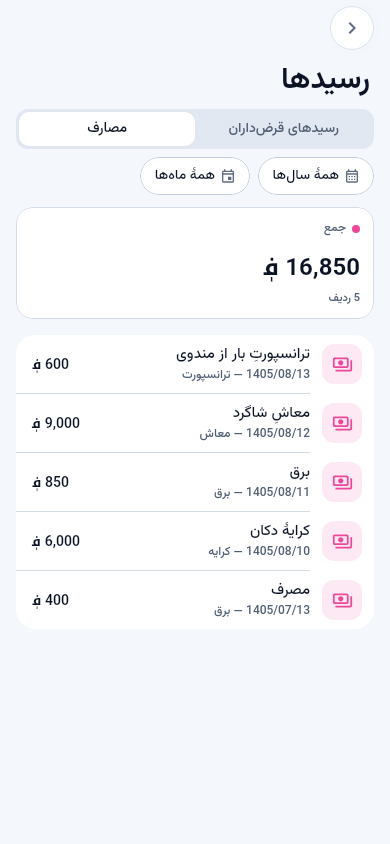 رسیدها
رسیدهای قرض‌داران
مصارف
همهٔ سال‌ها
همهٔ ماه‌ها
جمع
16,850 ؋
5 ردیف
ترانسپورتِ بار از مندوی
1405/08/13 — ترانسپورت
600 ؋
معاشِ شاگرد
1405/08/12 — معاش
9,000 ؋
برق
1405/08/11 — برق
850 ؋
کرایهٔ دکان
1405/08/10 — کرایه
6,000 ؋
مصرف
1405/07/13 — برق
400 ؋